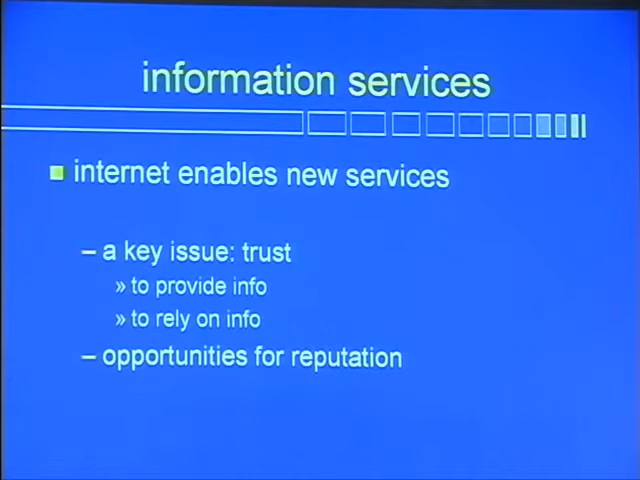 information services
internet enables new services
– a key issue: trust
» to provide info
» to rely on info
– opportunities for reputation